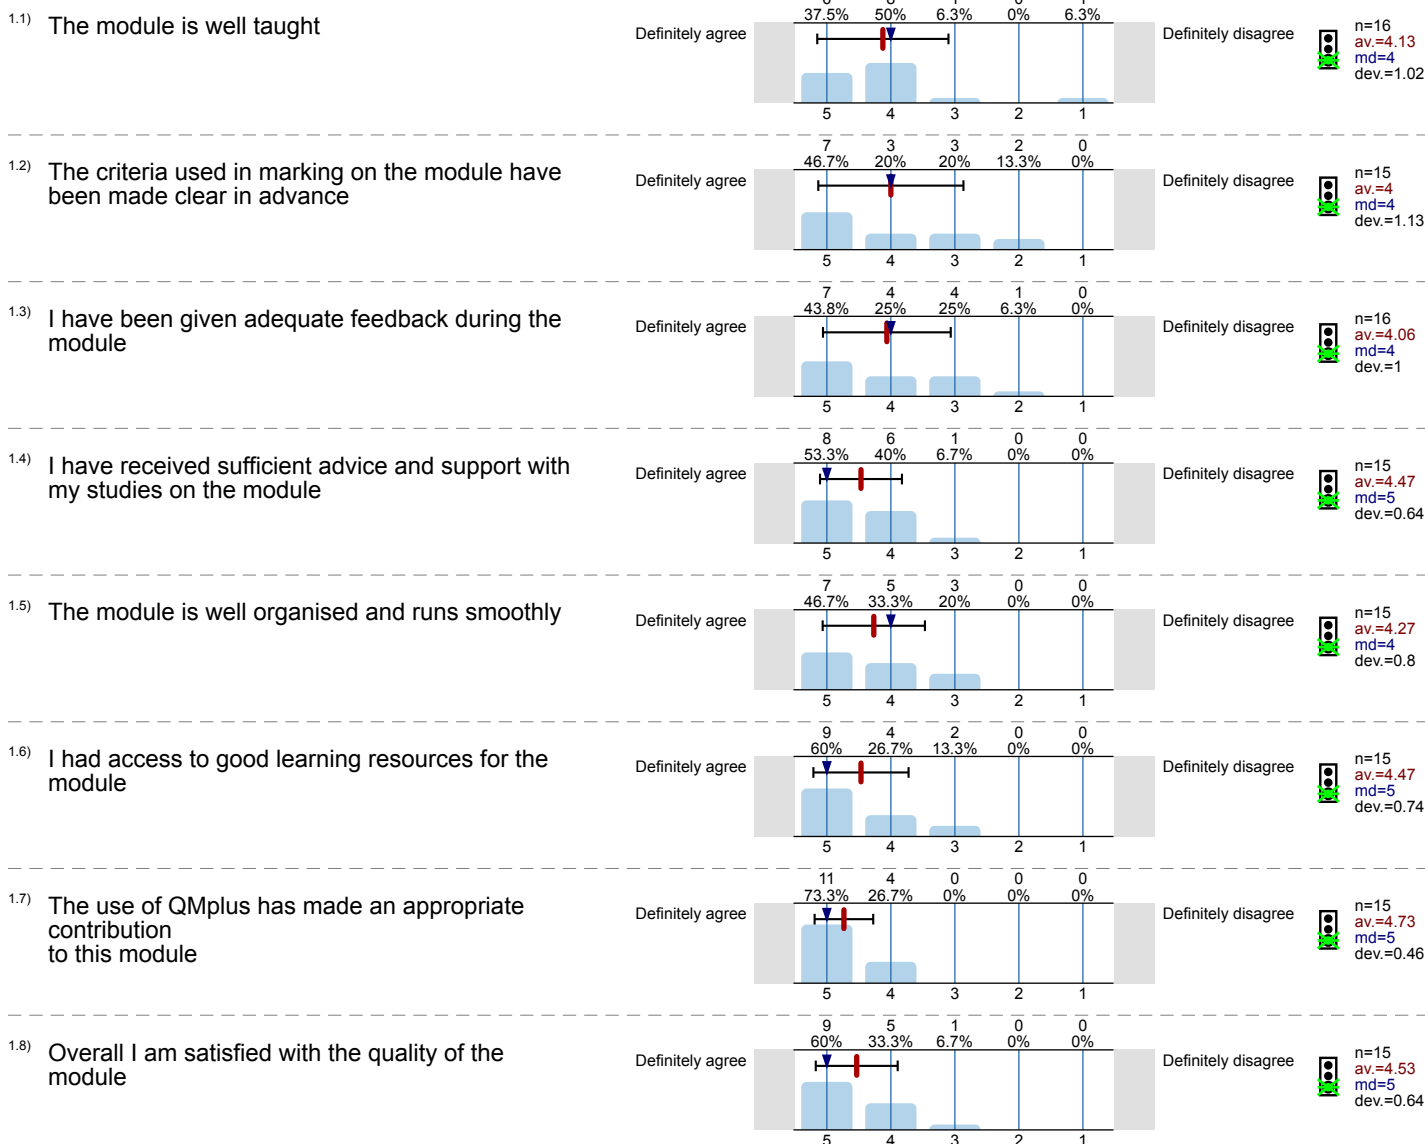 6 8 1 0 1
37.5% 50% 6.3% 0% 6.3%
1.1) The module is well taught
Definitely agree Definitely disagree
n=16
av.=4.13
md=4
dev.=1.02
5 4 3 2 1
7 3 3 2 0
46.7% 20% 20% 13.3% 0%
1.2) The criteria used in marking on the module have
been made clear in advance
Definitely agree Definitely disagree
n=15
av.=4
md=4
dev.=1.13
5 4 3 2 1
7 4 4 1 0
43.8% 25% 25% 6.3% 0%
1.3) I have been given adequate feedback during the
module
Definitely agree Definitely disagree
n=16
av.=4.06
md=4
dev.=1
5 4 3 2 1
8 6 1 0 0
53.3% 40% 6.7% 0% 0%
1.4) I have received sufficient advice and support with
my studies on the module
Definitely agree Definitely disagree
n=15
av.=4.47
md=5
dev.=0.64
5 4 3 2 1
7 5 3 0 0
46.7% 33.3% 20% 0% 0%
1.5) The module is well organised and runs smoothly
Definitely agree Definitely disagree
n=15
av.=4.27
md=4
dev.=0.8
5 4 3 2 1
9 4 2 0 0
60% 26.7% 13.3% 0% 0%
1.6) I had access to good learning resources for the
module
Definitely agree Definitely disagree
n=15
av.=4.47
md=5
dev.=0.74
5 4 3 2 1
11 4 0 0 0
73.3% 26.7% 0% 0% 0%
1.7) The use of QMplus has made an appropriate
contribution
to this module
Definitely agree Definitely disagree
n=15
av.=4.73
md=5
dev.=0.46
5 4 3 2 1
9 5 1 0 0
60% 33.3% 6.7% 0% 0%
1.8) Overall I am satisfied with the quality of the
module
Definitely agree Definitely disagree
n=15
av.=4.53
md=5
dev.=0.64
5 4 3 2 1